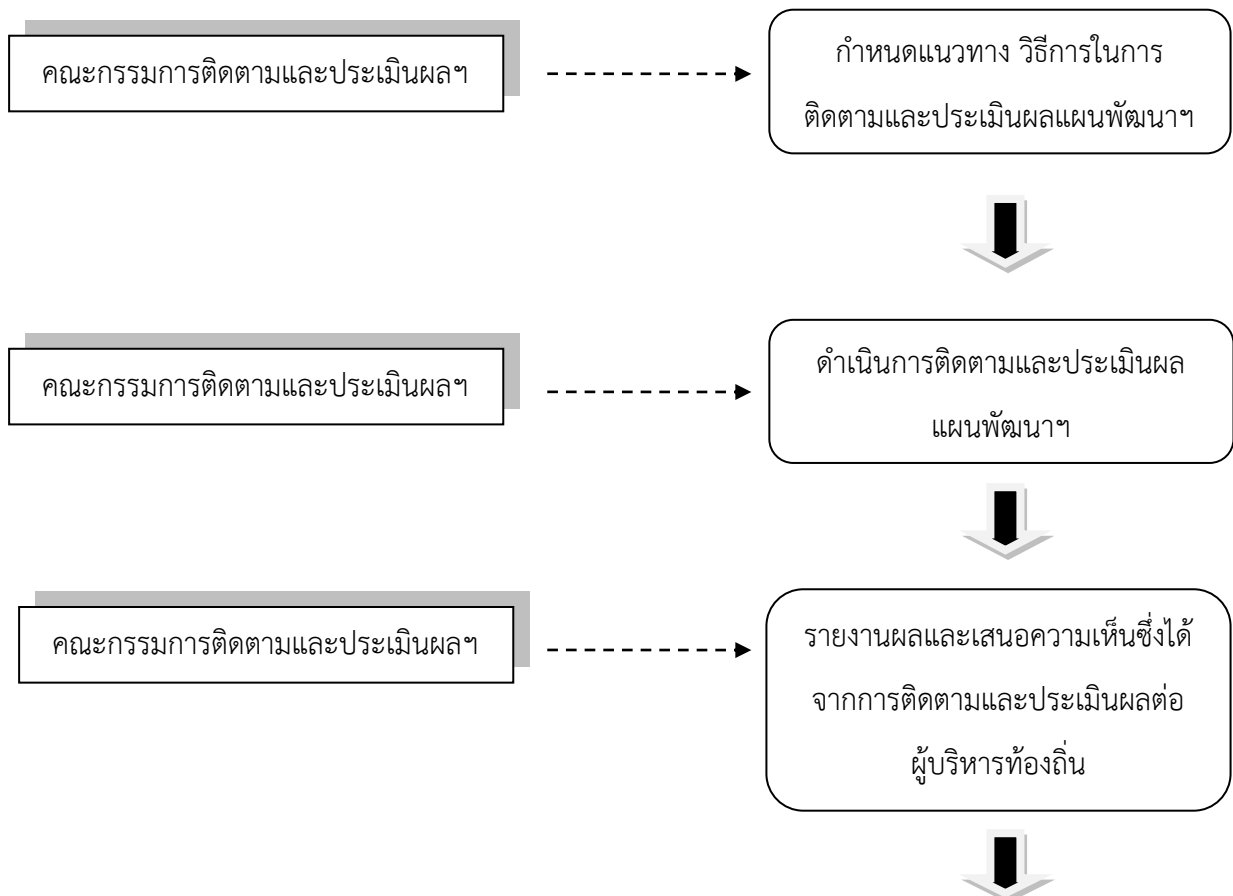 คณะกรรมการติดตามและประเมินผลฯ
กำหนดแนวทาง วิธีการในการ
ติดตามและประเมินผลแผนพัฒนาฯ
คณะกรรมการติดตามและประเมินผลฯ
ดำเนินการติดตามและประเมินผล
แผนพัฒนาฯ
คณะกรรมการติดตามและประเมินผลฯ
รายงานผลและเสนอความเห็นซึ่งได้
จากการติดตามและประเมินผลต่อ
ผู้บริหารท้องถิ่น